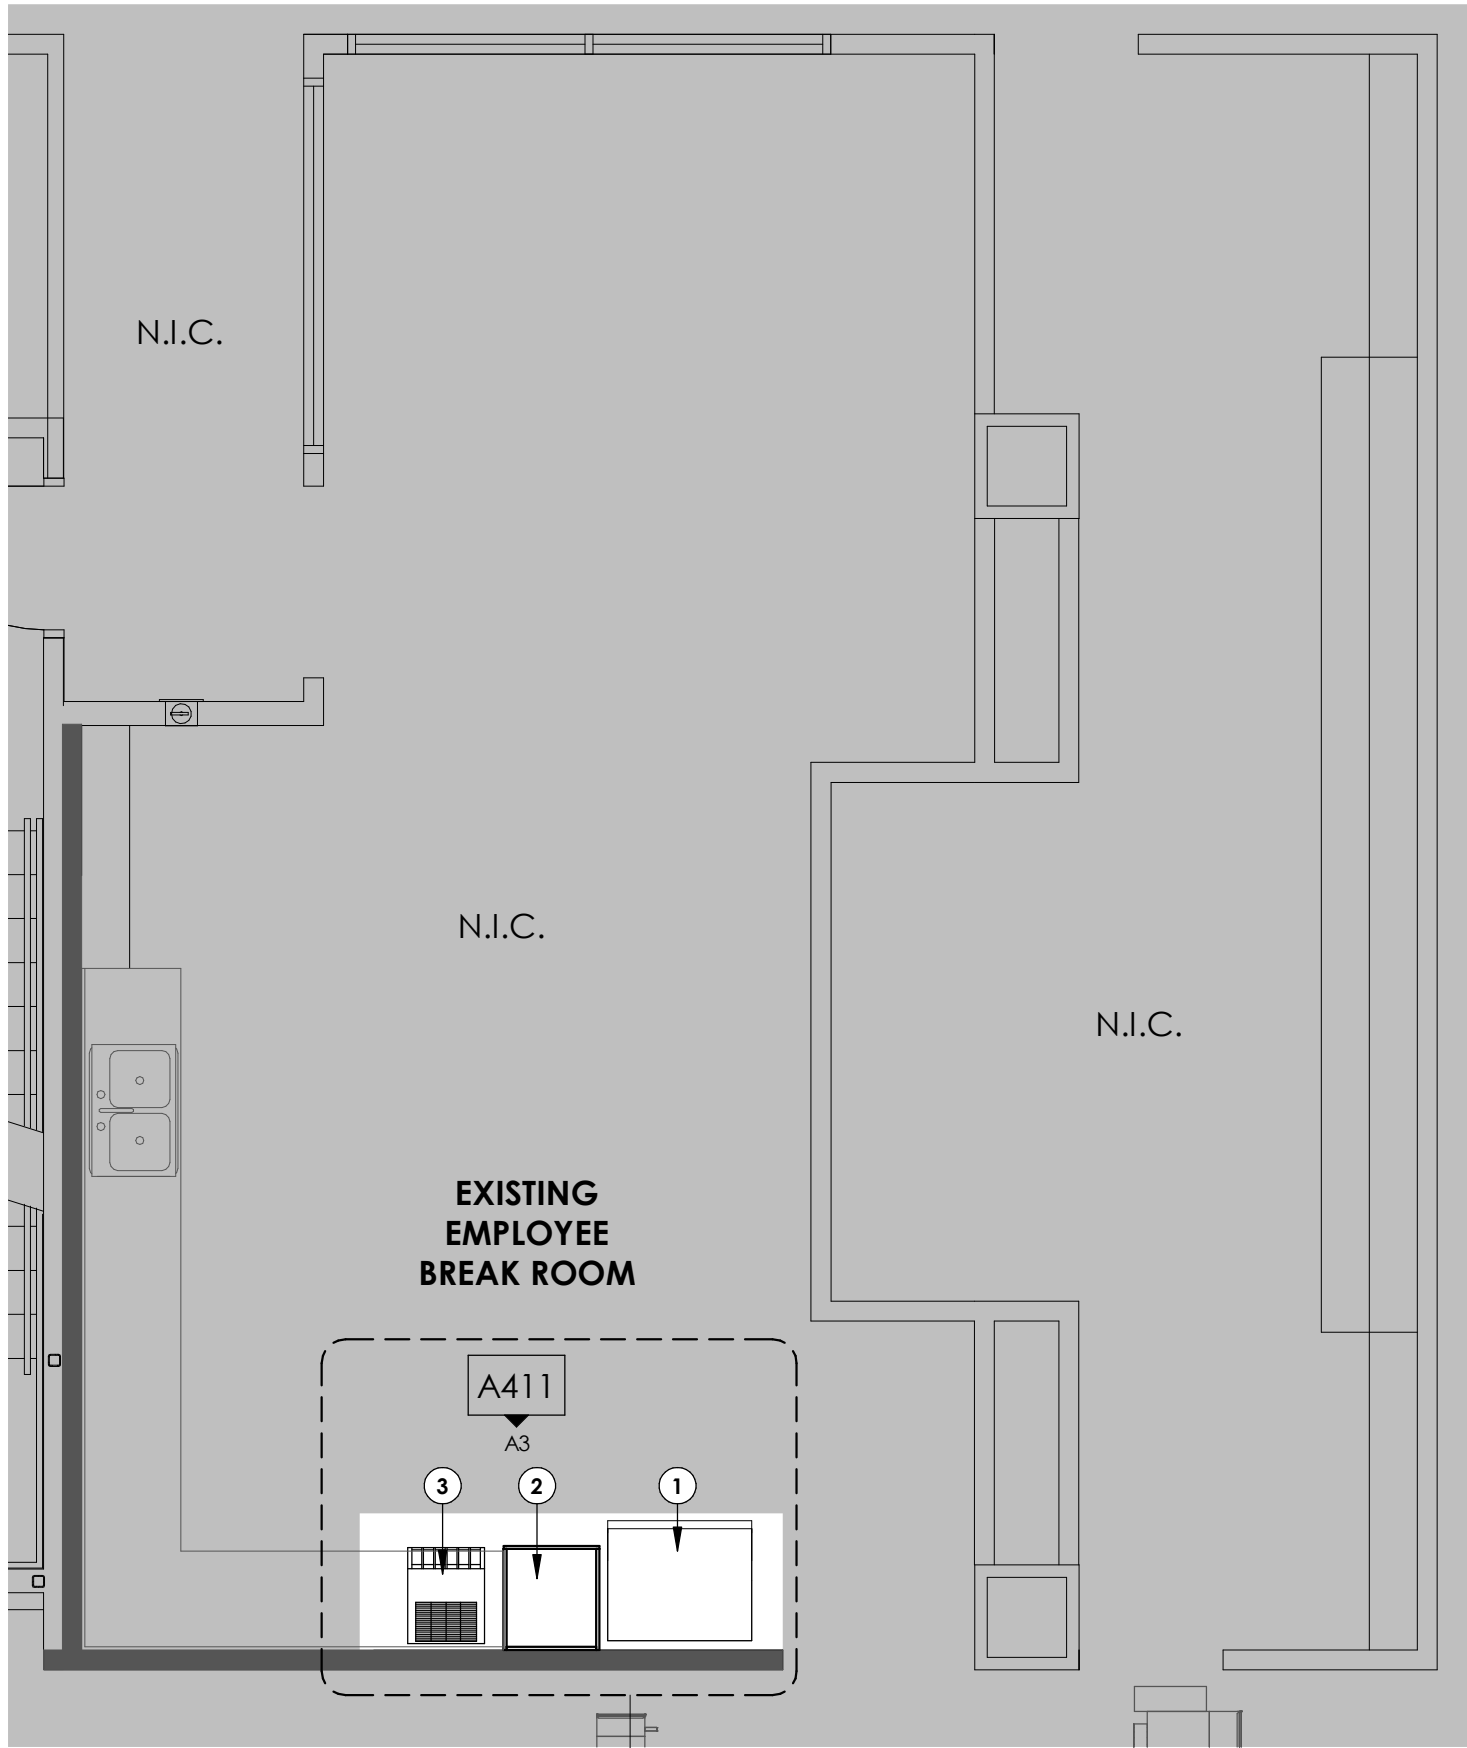 N.I.C.
N.I.C.
N.I.C.
EXISTING
EMPLOYEE
BREAK ROOM
A411
A3
3
2
1